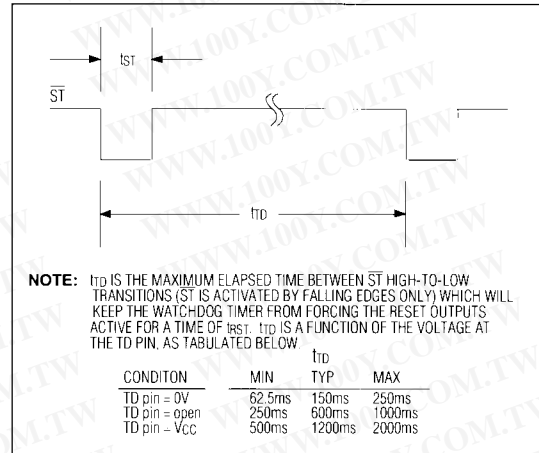 WWW.100Y.COM.TW
tST
ST
tTD
NOTE: tTD IS THE MAXIMUM ELAPSED TIME BETWEEN ST HIGH-TO-LOW
TRANSITIONS (ST IS ACTIVATED BY FALLING EDGES ONLY) WHICH WILL
KEEP THE WATCHDOG TIMER FROM FORCING THE RESET OUTPUTS
ACTIVE FOR A TIME OF tRST. tTD IS A FUNCTION OF THE VOLTAGE AT
THE TD PIN, AS TABULATED BELOW.
tTD
CONDITON MIN TYP MAX
TD pin = 0V 62.5ms 150ms 250ms
TD pin = open 250ms 600ms 1000ms
TD pin = VCC 500ms 1200ms 2000ms